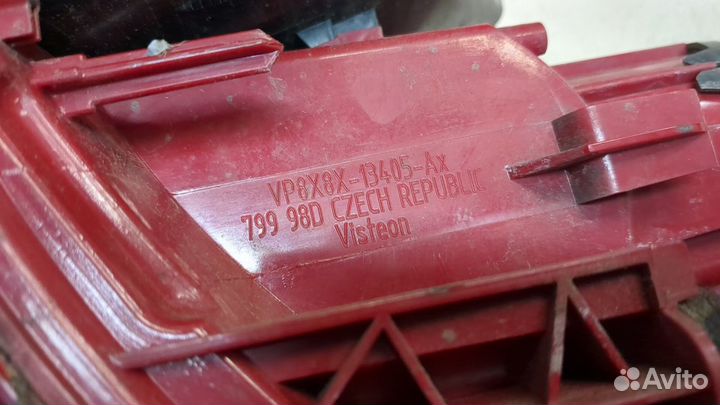 VP8X8X-13405-Ax
799 98D CZECH REPUBLIC
Visteon
Avito